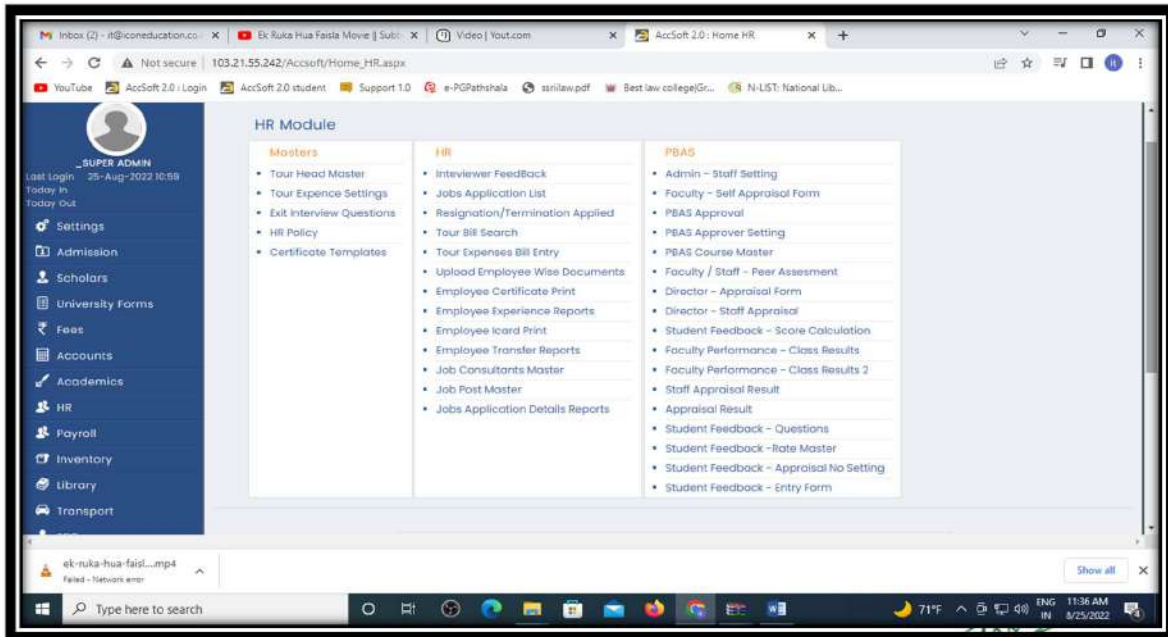 Inbox (2) - it@iconeducation.co
Ek Ruka Hua Faisla Movie || Subt
Video | Yout.com
AccSoft 2.0 : Home HR
Not secure | 103.21.55.242/Accsoft/Home_HR.aspx
YouTube AccSoft 2.0 : Login AccSoft 2.0 student Support 1.0 e-PGPathshala ssriilaw.pdf Best law college|Gr... N-LIST: National Lib...
_SUPER ADMIN
Last Login 25-Aug-2022 10:59
Today In
Today Out
Settings
Admission
Scholars
University Forms
Fees
Accounts
Academics
HR
Payroll
Inventory
Library
Transport
HR Module
Masters
Tour Head Master
Tour Expence Settings
Exit Interview Questions
HR Policy
Certificate Templates
HR
Inteviewer FeedBack
Jobs Application List
Resignation/Termination Applied
Tour Bill Search
Tour Expenses Bill Entry
Upload Employee Wise Documents
Employee Certificate Print
Employee Experience Reports
Employee Icard Print
Employee Transfer Reports
Job Consultants Master
Job Post Master
Jobs Application Details Reports
PBAS
Admin - Staff Setting
Faculty - Self Appraisal Form
PBAS Approval
PBAS Approver Setting
PBAS Course Master
Faculty / Staff - Peer Assesment
Director - Appraisal Form
Director - Staff Appraisal
Student Feedback - Score Calculation
Faculty Performance - Class Results
Faculty Performance - Class Results 2
Staff Appraisal Result
Appraisal Result
Student Feedback - Questions
Student Feedback -Rate Master
Student Feedback - Appraisal No Setting
Student Feedback - Entry Form
ek-ruka-hua-faisl....mp4
Failed - Network error
Show all
Type here to search
71°F
ENG
IN
11:36 AM
8/25/2022